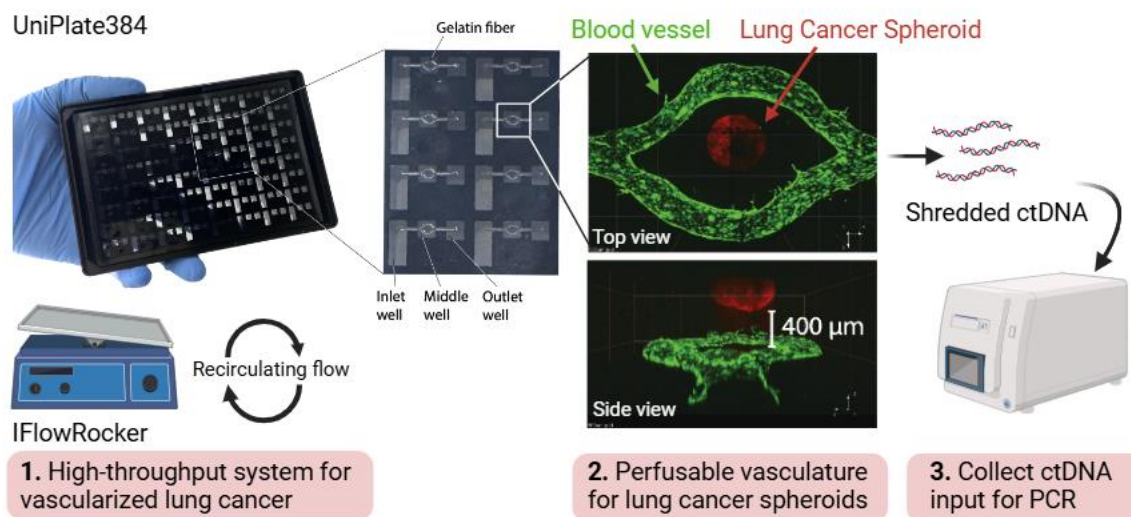 UniPlate384
Gelatin fiber
Blood vessel
Lung Cancer Spheroid
Top view
Shredded ctDNA
Inlet
well
Middle
well
Outlet
well
400 µm
Side view
Recirculating flow
IFlowRocker
1. High-throughput system for
vascularized lung cancer
2. Perfusable vasculature
for lung cancer spheroids
3. Collect ctDNA
input for PCR